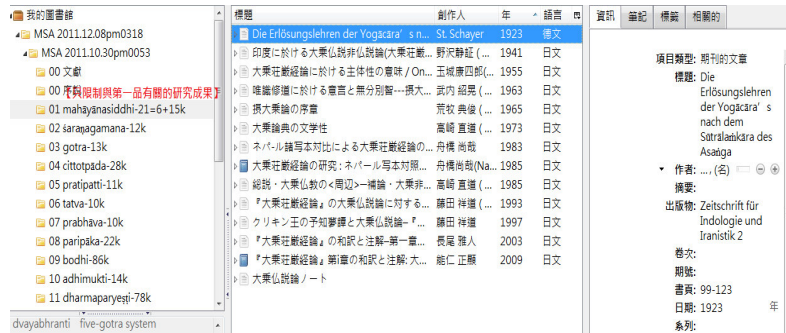 我的圖書館
MSA 2011.12.08pm0318
MSA 2011.10.30pm0053
00 文獻
00 序說
【與限制與第一品有關的研究成果】
01 mahāyānasiddhi-21=6+15k
02 śaraṇagamana-12k
03 gotra-13k
04 cittotpāda-28k
05 pratipatti-11k
06 tatva-10k
07 prabhāva-10k
08 paripāka-22k
09 bodhi-86k
10 adhimukti-14k
11 dharmaparyeṣṭi-78k
dvayabhranti five-gotra system
標題 創作人 年 語言
Die Erlösungslehren der Yogācāra's n... St. Schayer 1923 德文
印度に於ける大乗仏説非仏説論(大乗荘厳... 野沢静証 (... 1941 日文
大乗荘厳経論に於ける主体性の意味 / On... 玉城康四郎(... 1955 日文
唯識修道に於ける意言と無分別智---摂大... 武内 紹晃 (... 1963 日文
摂大乗論の序章 荒牧 典俊 (... 1965 日文
大乗論典の文学性 高崎 直道 (... 1973 日文
ネパール諸写本対比による大乗荘厳経論の... 舟橋 尚哉 1983 日文
大乗荘厳経論の研究 : ネパール写本対照... 舟橋尚哉(Na... 1985 日文
総説・大乗仏教の<周辺>--補論・大乗非... 高崎 直道 (... 1985 日文
『大乗荘厳経論』の大乗仏説論に対する... 藤田 祥道 (... 1993 日文
クリキン王の予知夢譚と大乗仏説論-『... 藤田 祥道 1997 日文
『大乗荘厳経論』の和訳と注解-第一章... 長尾 雅人 2003 日文
『大乗荘厳経論』第I章の和訳と注解: 大... 能仁 正顕 2009 日文
大乗仏説論ノート
資訊 筆記 標籤 相關的
項目類型: 期刊的文章
標題: Die
Erlösungslehren
der Yogācāra's
nach dem
Sūtrālaṁkāra des
Asaṅga
作者: ..., (名)
摘要:
出版物: Zeitschrift für
Indologie und
Iranistik 2
卷次:
期號:
書頁: 99-123
日期: 1923 年
系列: